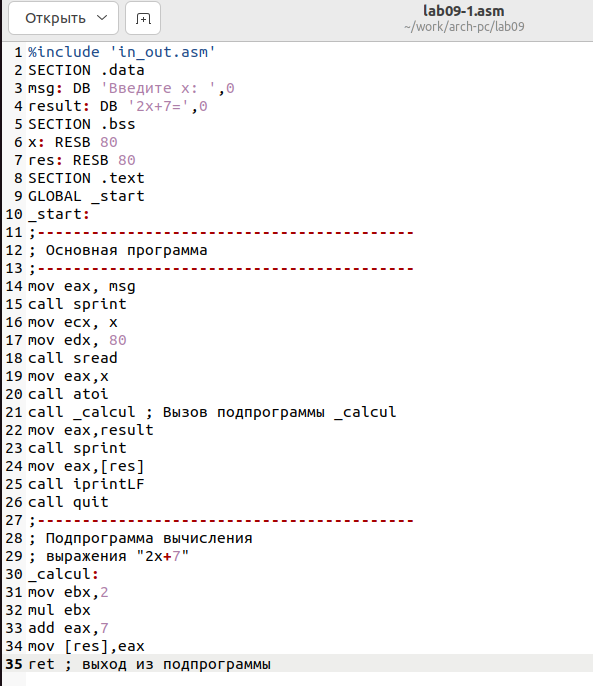 Открыть
lab09-1.asm
~/work/arch-pc/lab09
1 %include 'in_out.asm'
2 SECTION .data
3 msg: DB 'Введите x: ',0
4 result: DB '2x+7=',0
5 SECTION .bss
6 x: RESB 80
7 res: RESB 80
8 SECTION .text
9 GLOBAL _start
10 _start:
11 ;------------------------------------------
12 ; Основная программа
13 ;------------------------------------------
14 mov eax, msg
15 call sprint
16 mov ecx, x
17 mov edx, 80
18 call sread
19 mov eax,x
20 call atoi
21 call _calcul ; Вызов подпрограммы _calcul
22 mov eax,result
23 call sprint
24 mov eax,[res]
25 call iprintLF
26 call quit
27 ;------------------------------------------
28 ; Подпрограмма вычисления
29 ; выражения "2x+7"
30 _calcul:
31 mov ebx,2
32 mul ebx
33 add eax,7
34 mov [res],eax
35 ret ; выход из подпрограммы